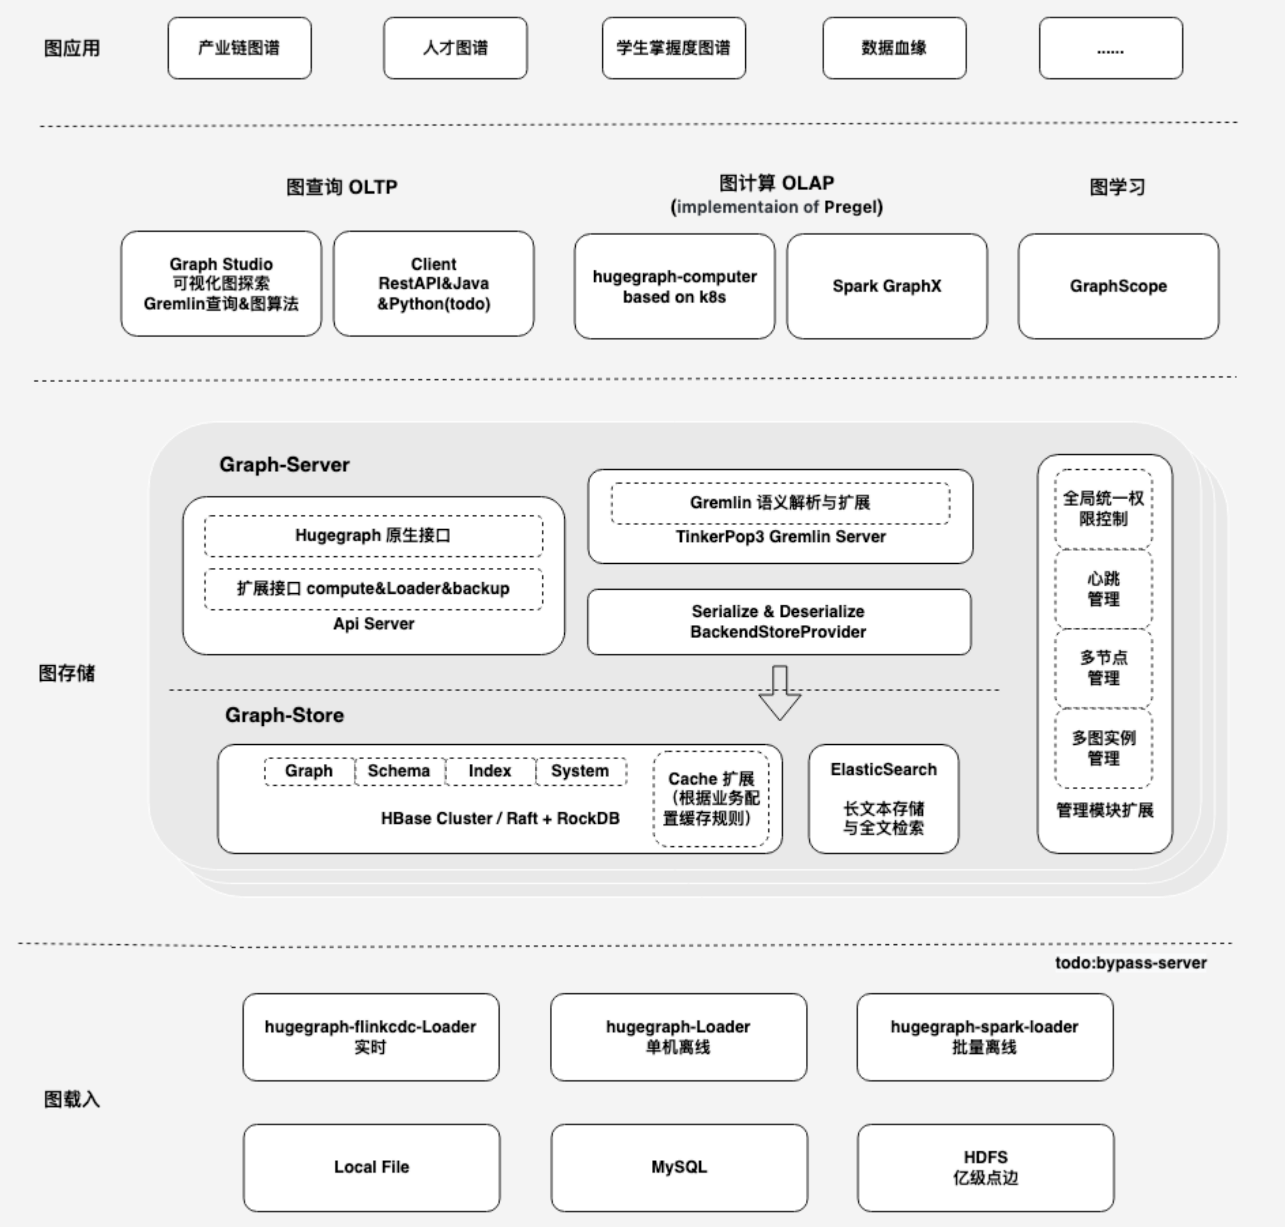 图应用
产业链图谱
人才图谱
学生掌握度图谱
数据血缘
......
图查询 OLTP
图计算 OLAP
(implementaion of Pregel)
图学习
Graph Studio
可视化图探索
Gremlin查询&图算法
Client
RestAPI&Java
&Python(todo)
hugegraph-computer
based on k8s
Spark GraphX
GraphScope
图存储
Graph-Server
Hugegraph 原生接口
扩展接口 compute&Loader&backup
Api Server
Gremlin 语义解析与扩展
TinkerPop3 Gremlin Server
Serialize & Deserialize
BackendStoreProvider
全局统一权
限控制
心跳
管理
多节点
管理
多图实例
管理
管理模块扩展
Graph-Store
Graph
Schema
Index
System
HBase Cluster / Raft + RockDB
Cache 扩展
（根据业务配
置缓存规则）
ElasticSearch
长文本存储
与全文检索
todo:bypass-server
图载入
hugegraph-flinkcdc-Loader
实时
hugegraph-Loader
单机离线
hugegraph-spark-loader
批量离线
Local File
MySQL
HDFS
亿级点边